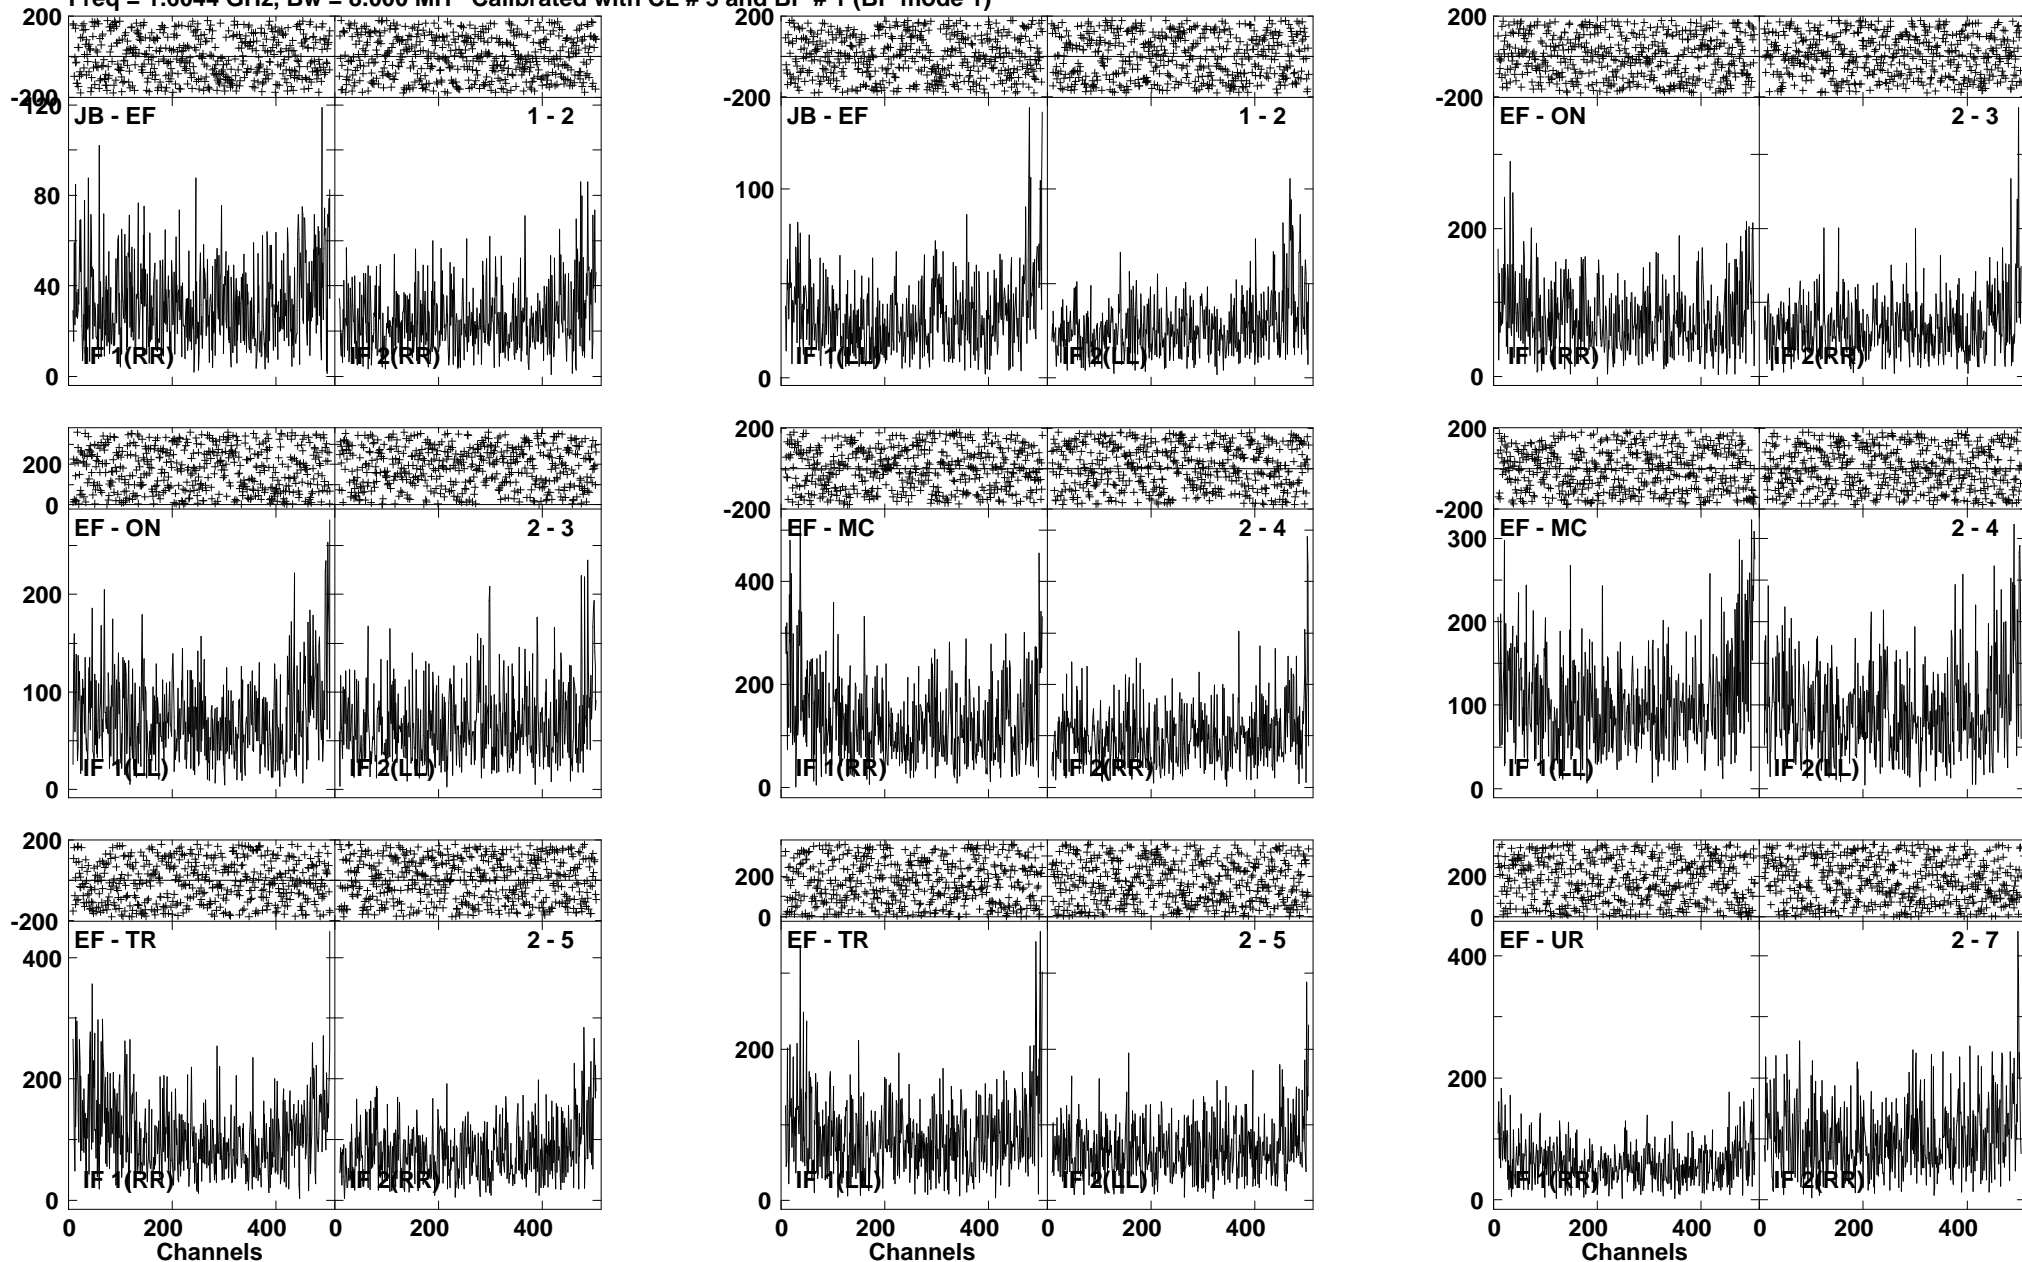 Freq = 1.6644 GHz, Bw = 8.000 MH Calibrated with CL # 3 and BP # 1 (BP mode 1)
200 200 200
-200 -200 -200
120
JB - EF 1 - 2 JB - EF 1 - 2 EF - ON 2 - 3
80 100 200
40
IF 1(RR) IF 2(RR) IF 1(LL) IF 2(LL) IF 1(RR) IF 2(RR)
0 0 0
200 200 200
0 -200 -200
EF - ON 2 - 3 EF - MC 2 - 4 EF - MC 2 - 4
300
200 400 200
100 200 100
IF 1(LL) IF 2(LL) IF 1(RR) IF 2(RR) IF 1(LL) IF 2(LL)
0 0 0
200 200 200
-200 0 0
EF - TR 2 - 5 EF - TR 2 - 5 EF - UR 2 - 7
400 400
200 200 200
IF 1(RR) IF 2(RR) IF 1(LL) IF 2(LL) IF 1(RR) IF 2(RR)
0 0 0
0 200 400 0 200 400 0 200 400 0 200 400 0 200 400 0 200 400
Channels Channels Channels